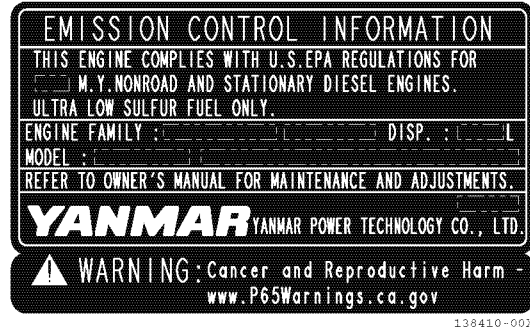 EMISSION CONTROL INFORMATION
THIS ENGINE COMPLIES WITH U.S.EPA REGULATIONS FOR
M.Y.NONROAD AND STATIONARY DIESEL ENGINES.
ULTRA LOW SULFUR FUEL ONLY.
ENGINE FAMILY : DISP. : L
MODEL :
REFER TO OWNER'S MANUAL FOR MAINTENANCE AND ADJUSTMENTS.
YANMAR YANMAR POWER TECHNOLOGY CO., LTD.
WARNING:Cancer and Reproductive Harm -
www.P65Warnings.ca.gov